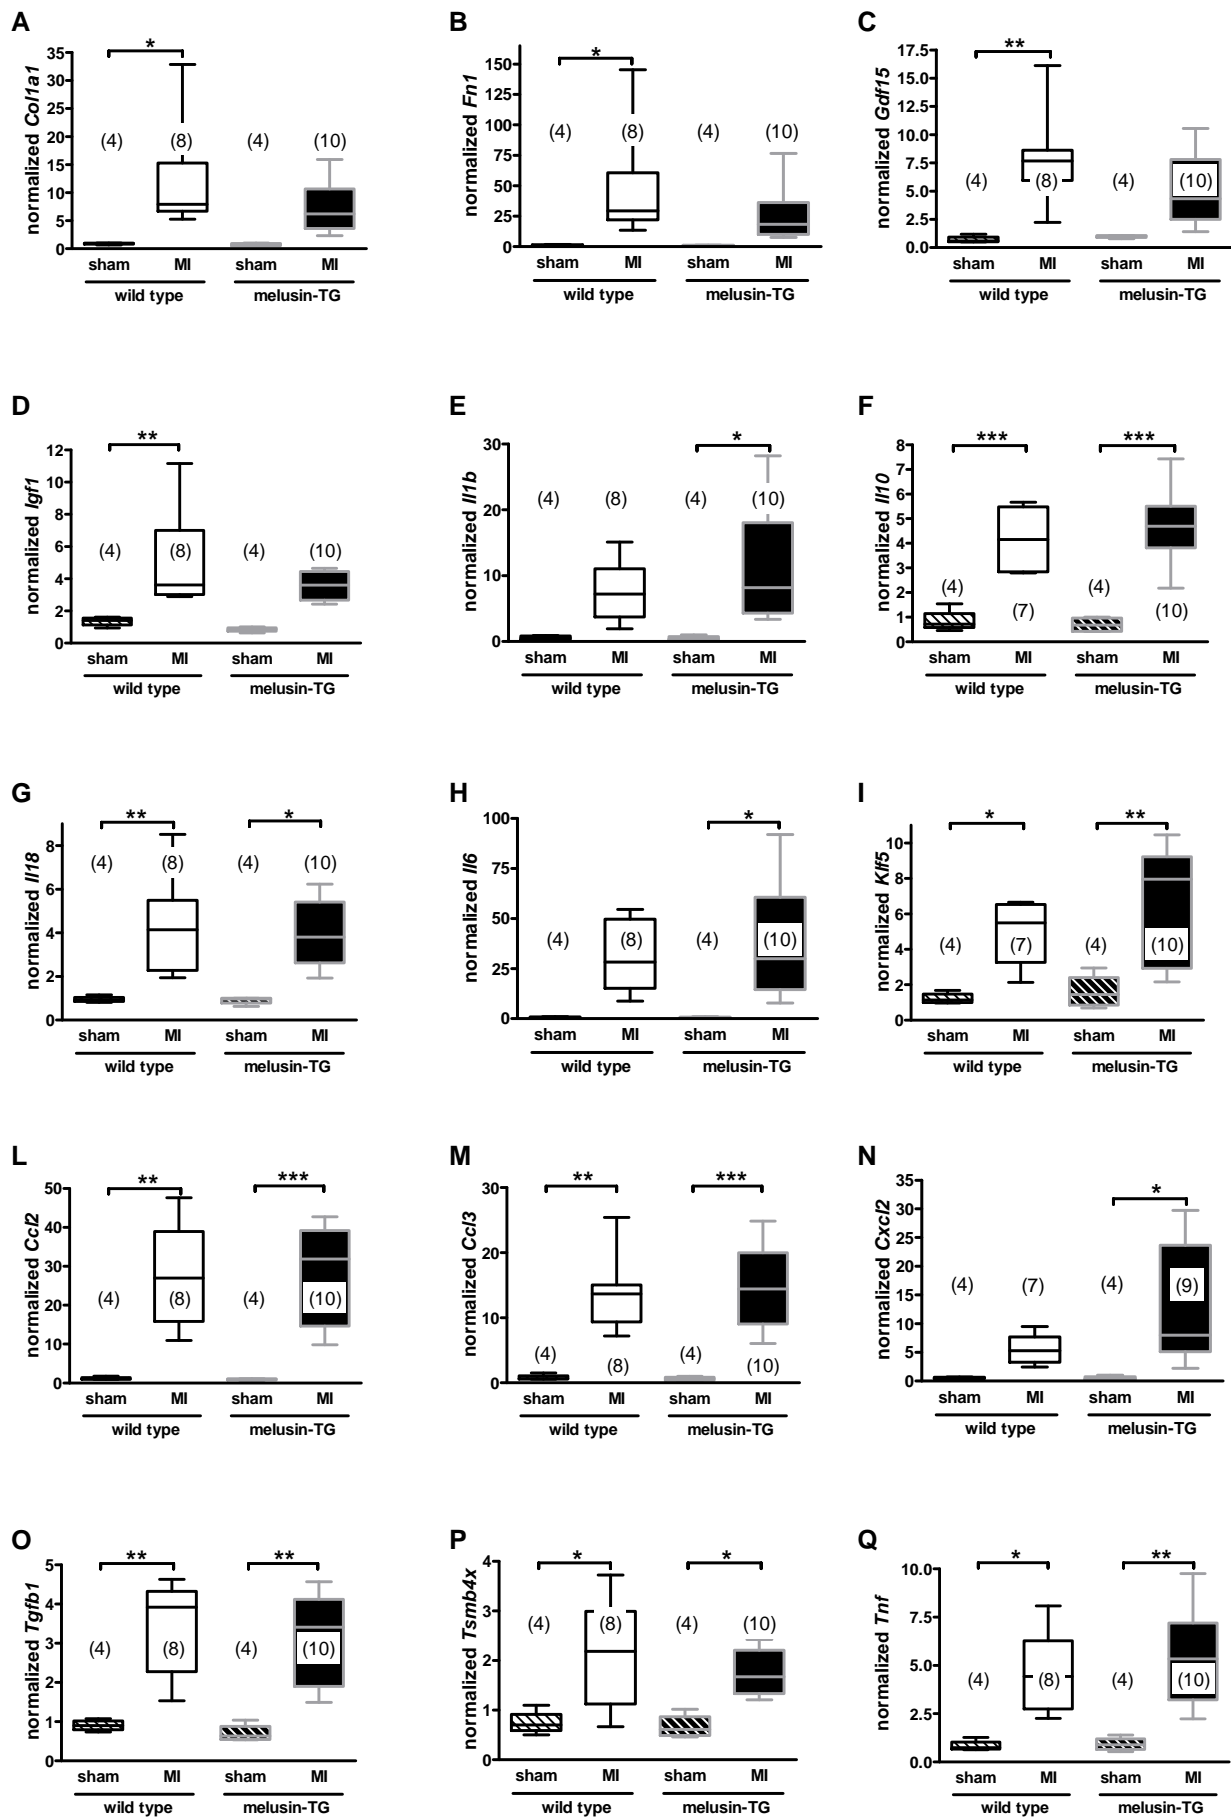 A
*
normalized Col1a1
35
30
25
20
15
10
5
0
(4) (8) (4) (10)
sham MI sham MI
wild type melusin-TG
B
*
normalized Fn1
150
125
100
75
50
25
0
(4) (8) (4) (10)
sham MI sham MI
wild type melusin-TG
C
**
normalized Gdf15
17.5
15.0
12.5
10.0
7.5
5.0
2.5
0.0
(4) (8) (4) (10)
sham MI sham MI
wild type melusin-TG
D
**
normalized Igf1
12
10
8
6
4
2
0
(4) (8) (4) (10)
sham MI sham MI
wild type melusin-TG
E
*
normalized Il1b
30
20
10
0
(4) (8) (4) (10)
sham MI sham MI
wild type melusin-TG
F
*** ***
normalized Il10
8
7
6
5
4
3
2
1
0
(4) (7) (4) (10)
sham MI sham MI
wild type melusin-TG
G
** *
normalized Il18
8
6
4
2
0
(4) (8) (4) (10)
sham MI sham MI
wild type melusin-TG
H
*
normalized Il6
100
75
50
25
0
(4) (8) (4) (10)
sham MI sham MI
wild type melusin-TG
I
* **
normalized Klf5
10
8
6
4
2
0
(4) (7) (4) (10)
sham MI sham MI
wild type melusin-TG
L
** ***
normalized Ccl2
50
40
30
20
10
0
(4) (8) (4) (10)
sham MI sham MI
wild type melusin-TG
M
** ***
normalized Ccl3
30
20
10
0
(4) (8) (4) (10)
sham MI sham MI
wild type melusin-TG
N
*
normalized Cxcl2
35
30
25
20
15
10
5
0
(4) (7) (4) (9)
sham MI sham MI
wild type melusin-TG
O
** **
normalized Tgfb1
5
4
3
2
1
0
(4) (8) (4) (10)
sham MI sham MI
wild type melusin-TG
P
* *
normalized Tsmb4x
4
3
2
1
0
(4) (8) (4) (10)
sham MI sham MI
wild type melusin-TG
Q
* **
normalized Tnf
10.0
7.5
5.0
2.5
0.0
(4) (8) (4) (10)
sham MI sham MI
wild type melusin-TG